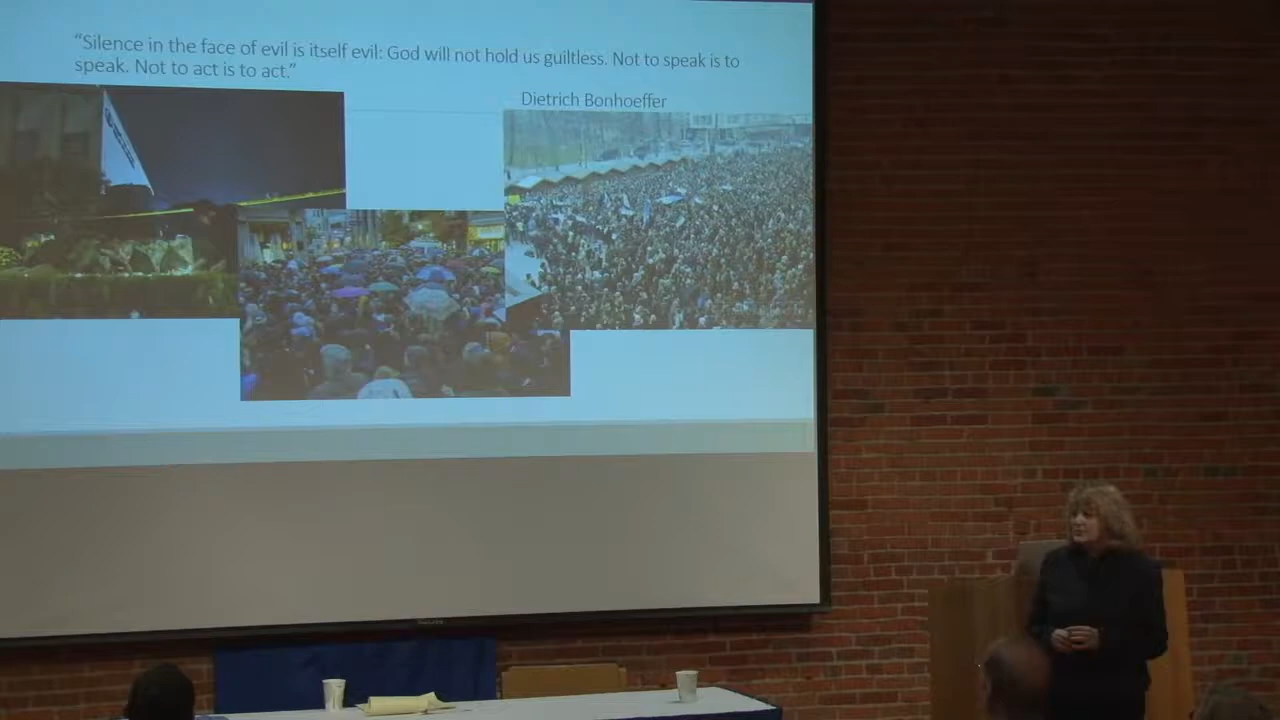 “Silence in the face of evil is itself evil: God will not hold us guiltless. Not to speak is to
speak. Not to act is to act.”
Dietrich Bonhoeffer